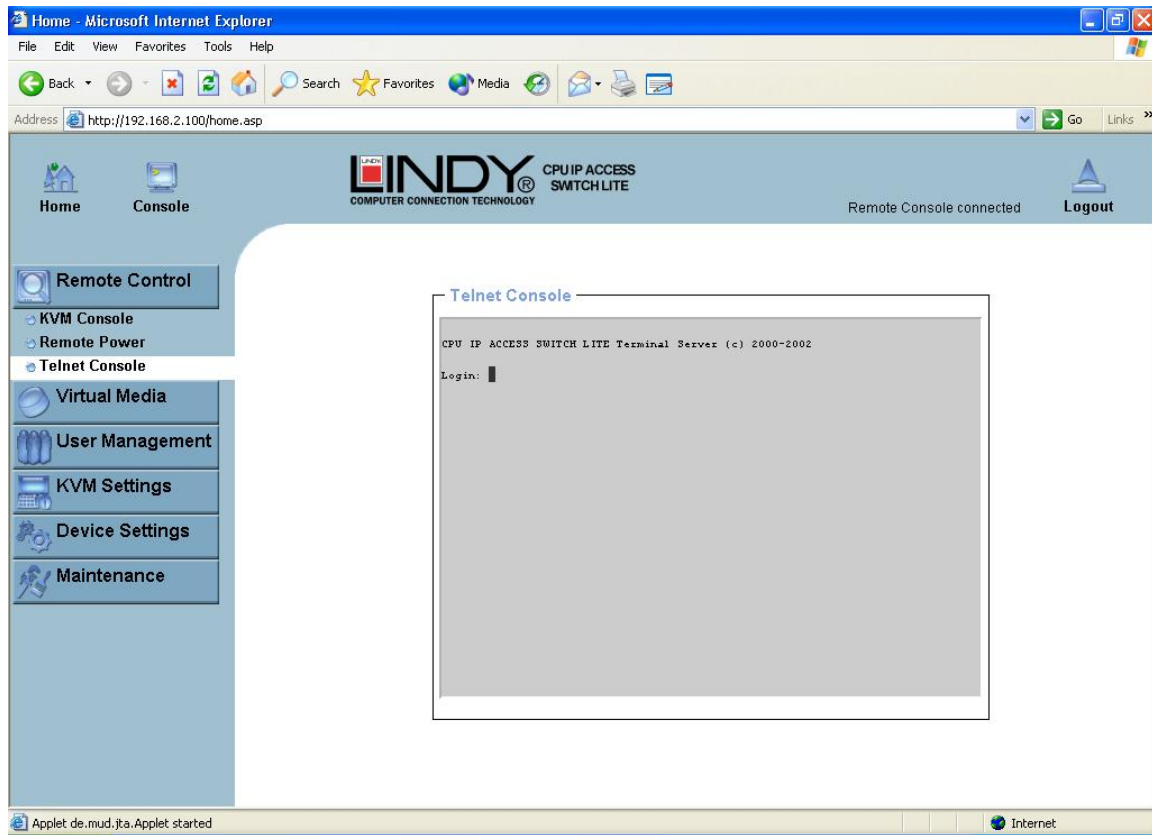 Home - Microsoft Internet Explorer
File Edit View Favorites Tools Help
Back Search Favorites Media
Address http://192.168.2.100/home.asp Go Links »
LINDY
LINDY® CPU IP ACCESS
SWITCH LITE
COMPUTER CONNECTION TECHNOLOGY
Home Console Remote Console connected Logout
Remote Control
KVM Console
Remote Power
Telnet Console
Virtual Media
User Management
KVM Settings
Device Settings
Maintenance
Telnet Console
CPU IP ACCESS SWITCH LITE Terminal Server (c) 2000-2002
Login:
Applet de.mud.jta.Applet started Internet